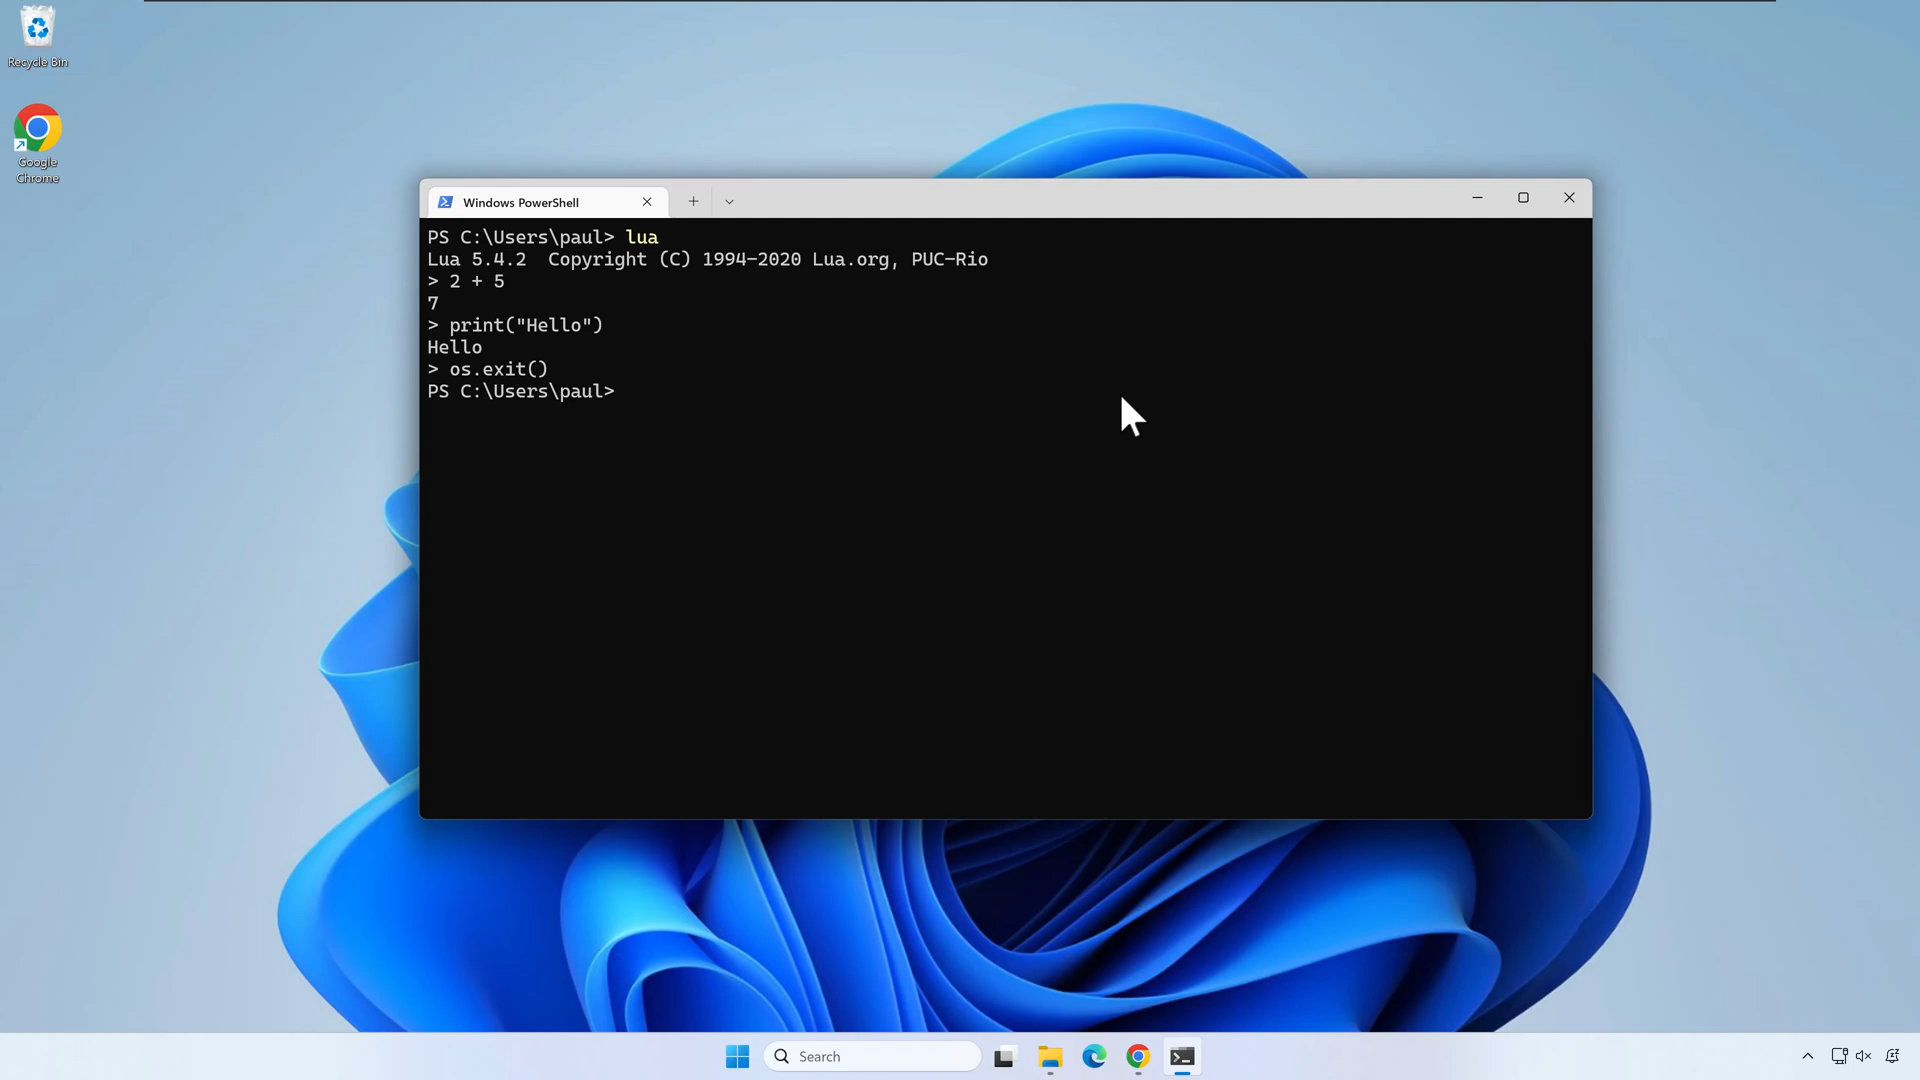 Recycle Bin
Google
Chrome
Windows PowerShell
PS C:\Users\paul> lua
Lua 5.4.2  Copyright (C) 1994-2020 Lua.org, PUC-Rio
> 2 + 5
7
> print("Hello")
Hello
> os.exit()
PS C:\Users\paul>
Search